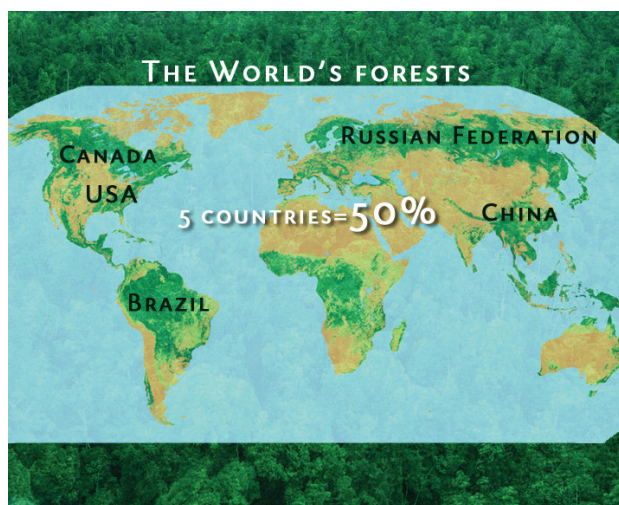 The World's forests
Russian Federation
Canada
USA
5 countries=50%
China
Brazil